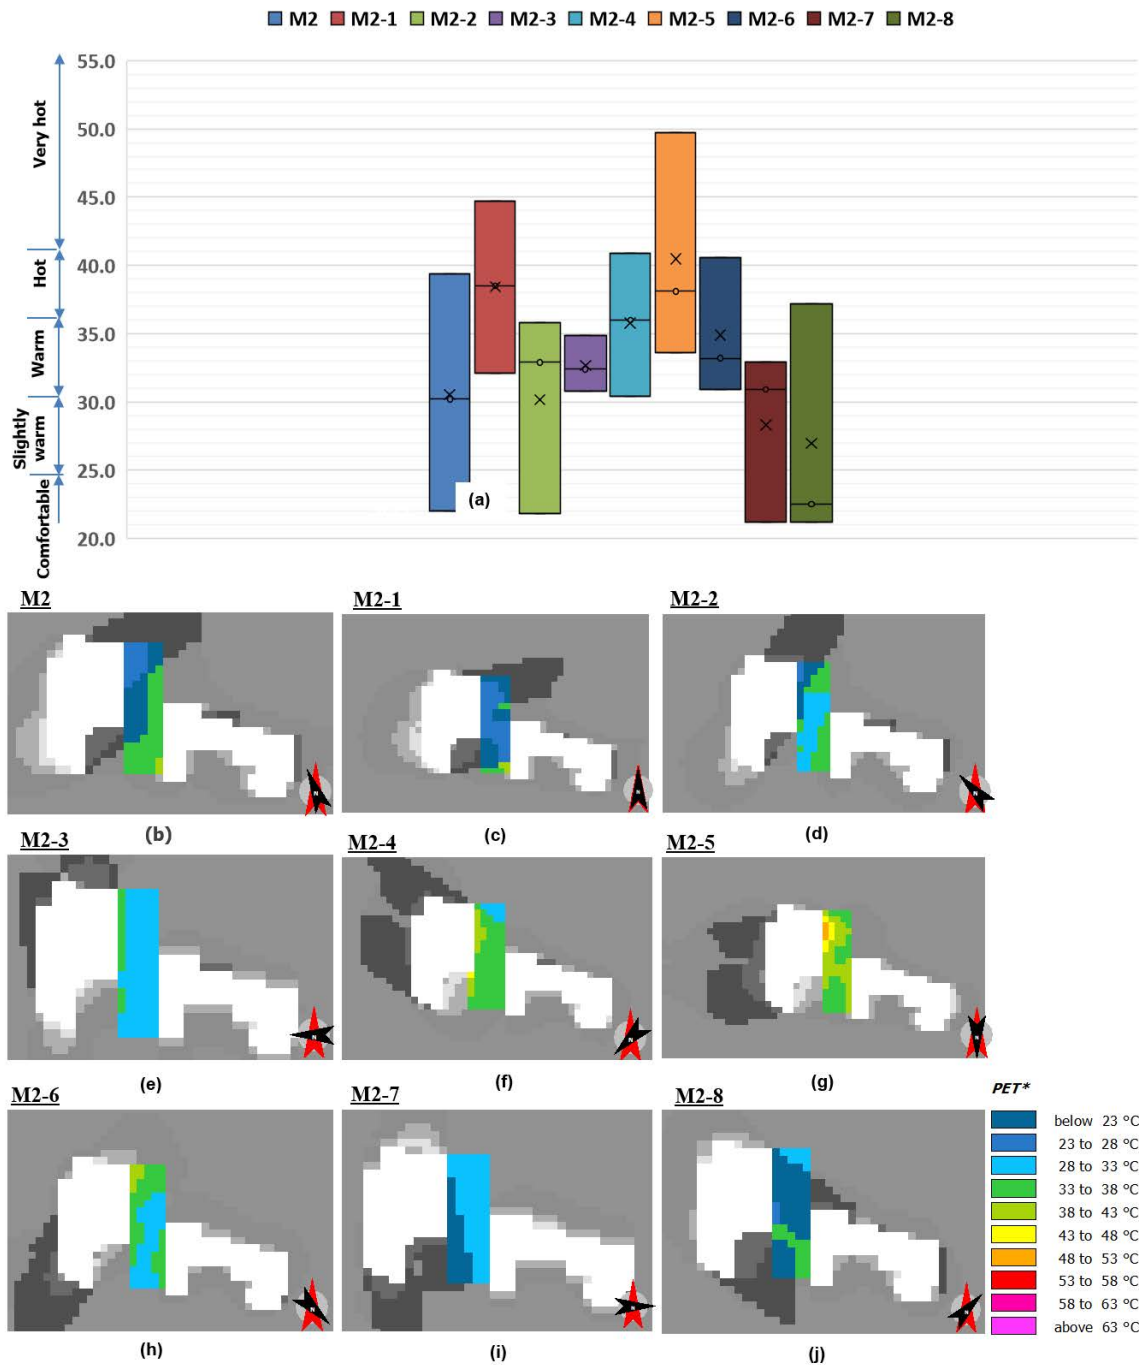 M2 M2-1 M2-2 M2-3 M2-4 M2-5 M2-6 M2-7 M2-8
55.0
50.0
45.0
40.0
35.0
30.0
25.0
20.0
Very hot
Hot
Warm
Slightly
warm
Comfortable
(a)
M2
M2-1
M2-2
N
N
N
(b)
(c)
(d)
M2-3
M2-4
M2-5
N
N
N
(e)
(f)
(g)
M2-6
M2-7
M2-8
N
N
N
(h)
(i)
(j)
PET*
below 23 °C
23 to 28 °C
28 to 33 °C
33 to 38 °C
38 to 43 °C
43 to 48 °C
48 to 53 °C
53 to 58 °C
58 to 63 °C
above 63 °C